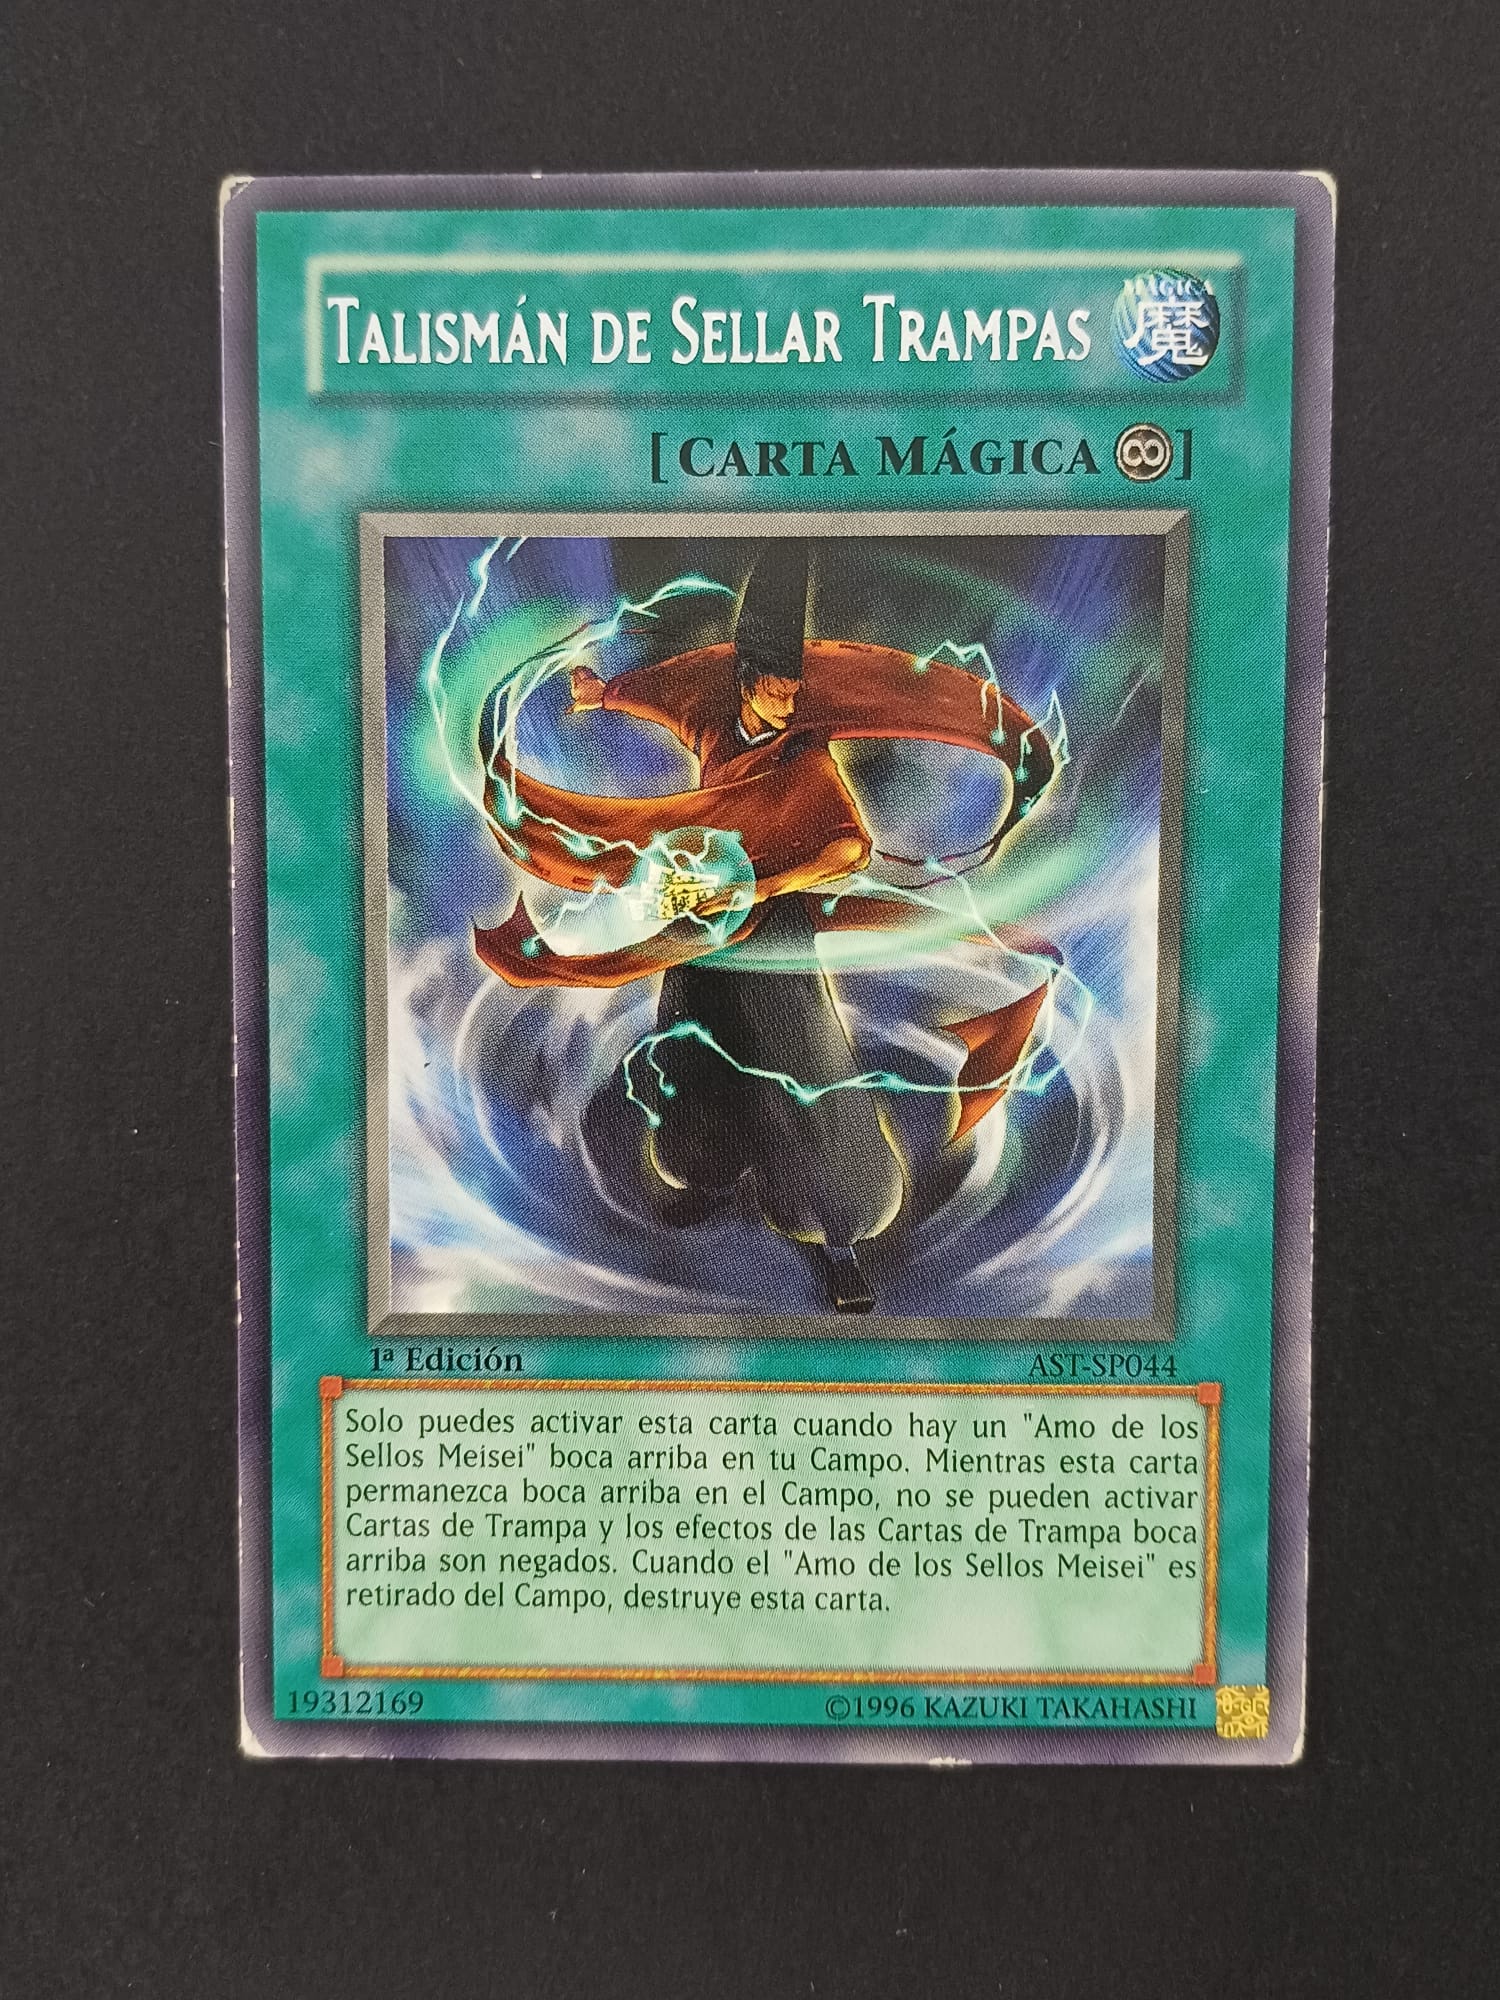 TALISMÁN DE SELLAR TRAMPAS
MÁGICA
魔
[CARTA MÁGICA ∞]
1ª Edición
AST-SP044
Solo puedes activar esta carta cuando hay un "Amo de los
Sellos Meisei" boca arriba en tu Campo. Mientras esta carta
permanezca boca arriba en el Campo, no se pueden activar
Cartas de Trampa y los efectos de las Cartas de Trampa boca
arriba son negados. Cuando el "Amo de los Sellos Meisei" es
retirado del Campo, destruye esta carta.
19312169
©1996 KAZUKI TAKAHASHI